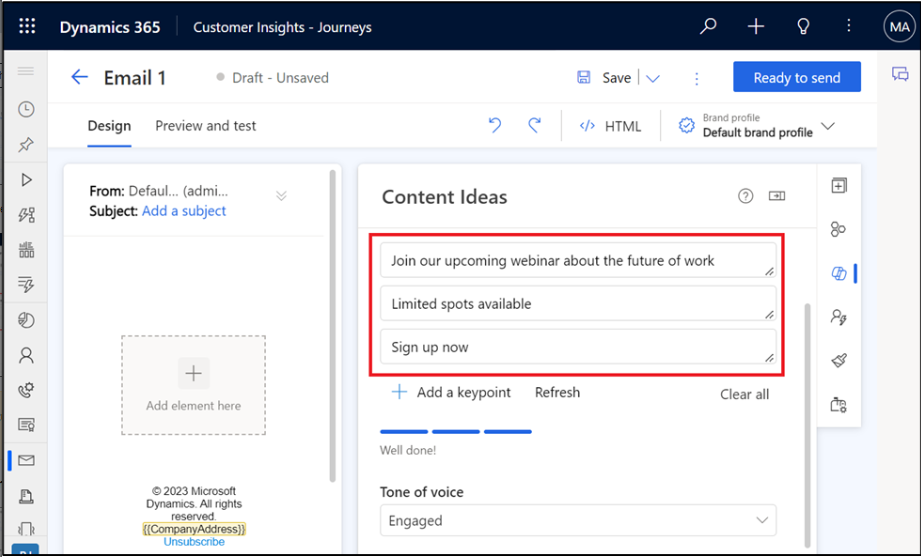 Dynamics 365 Customer Insights - Journeys MA
Email 1 Draft - Unsaved Save Ready to send
Design Preview and test HTML Brand profile
Default brand profile
From: Defaul... (admi...
Subject: Add a subject
Add element here
© 2023 Microsoft
Dynamics. All rights
reserved.
{{CompanyAddress}}
Unsubscribe
Content Ideas
Join our upcoming webinar about the future of work
Limited spots available
Sign up now
Add a keypoint Refresh Clear all
Well done!
Tone of voice
Engaged